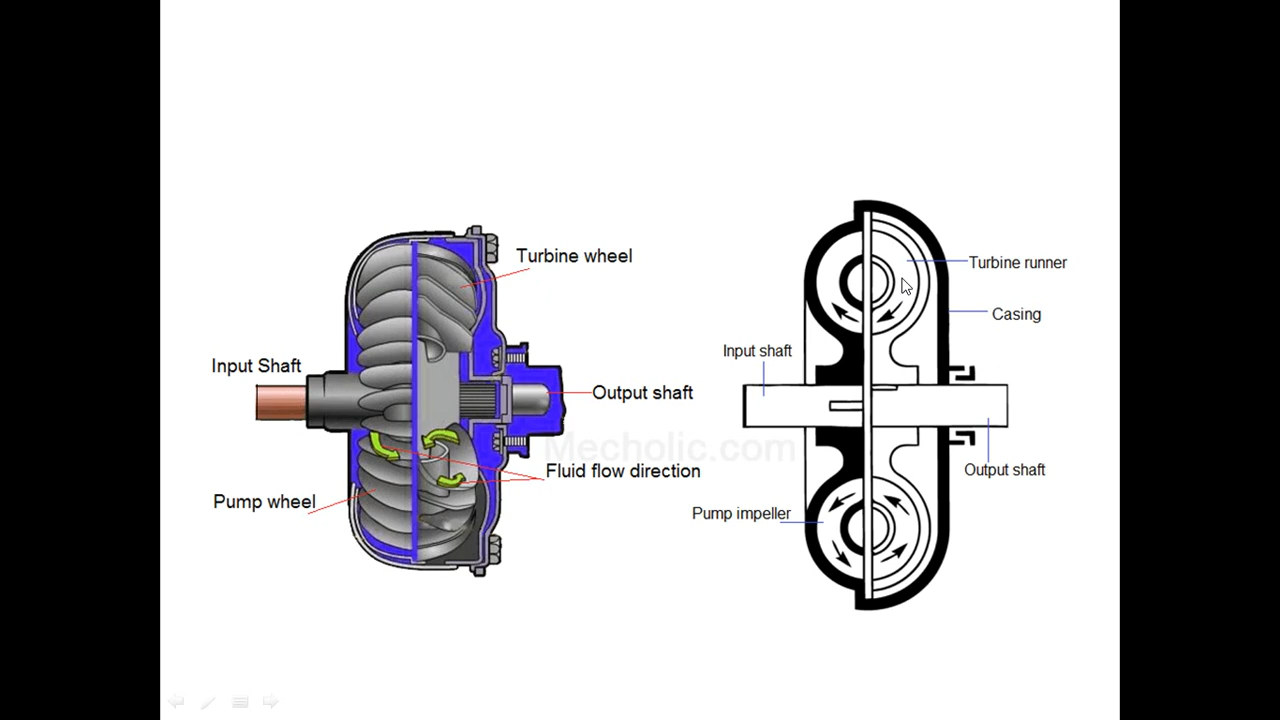 Turbine wheel
Input Shaft
Output shaft
Mecholic.com
Fluid flow direction
Pump wheel
Turbine runner
Casing
Input shaft
Output shaft
Pump impeller